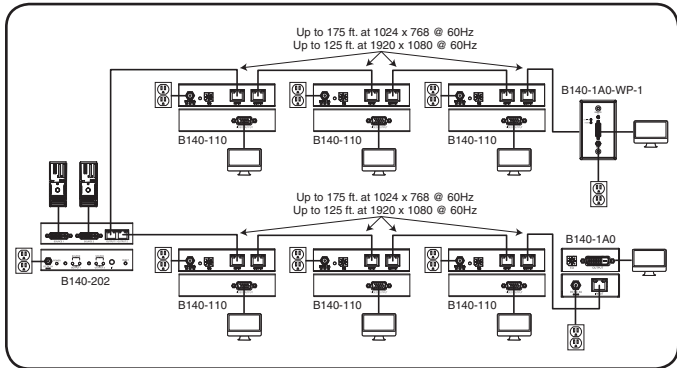 Up to 175 ft. at 1024 x 768 @ 60Hz
Up to 125 ft. at 1920 x 1080 @ 60Hz
B140-1A0-WP-1
B140-110
B140-110
B140-110
Up to 175 ft. at 1024 x 768 @ 60Hz
Up to 125 ft. at 1920 x 1080 @ 60Hz
B140-1A0
B140-202
B140-110
B140-110
B140-110